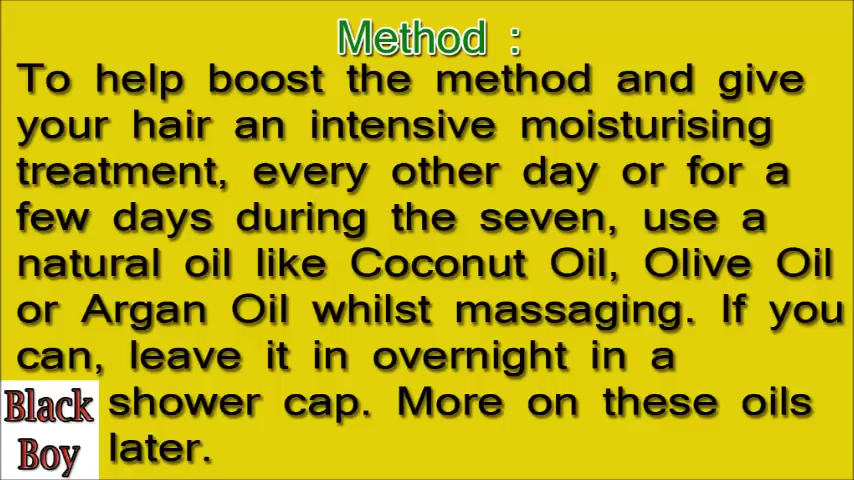 Method :
To help boost the method and give
your hair an intensive moisturising
treatment, every other day or for a
few days during the seven, use a
natural oil like Coconut Oil, Olive Oil
or Argan Oil whilst massaging. If you
can, leave it in overnight in a
shower cap. More on these oils
later.
Black
Boy